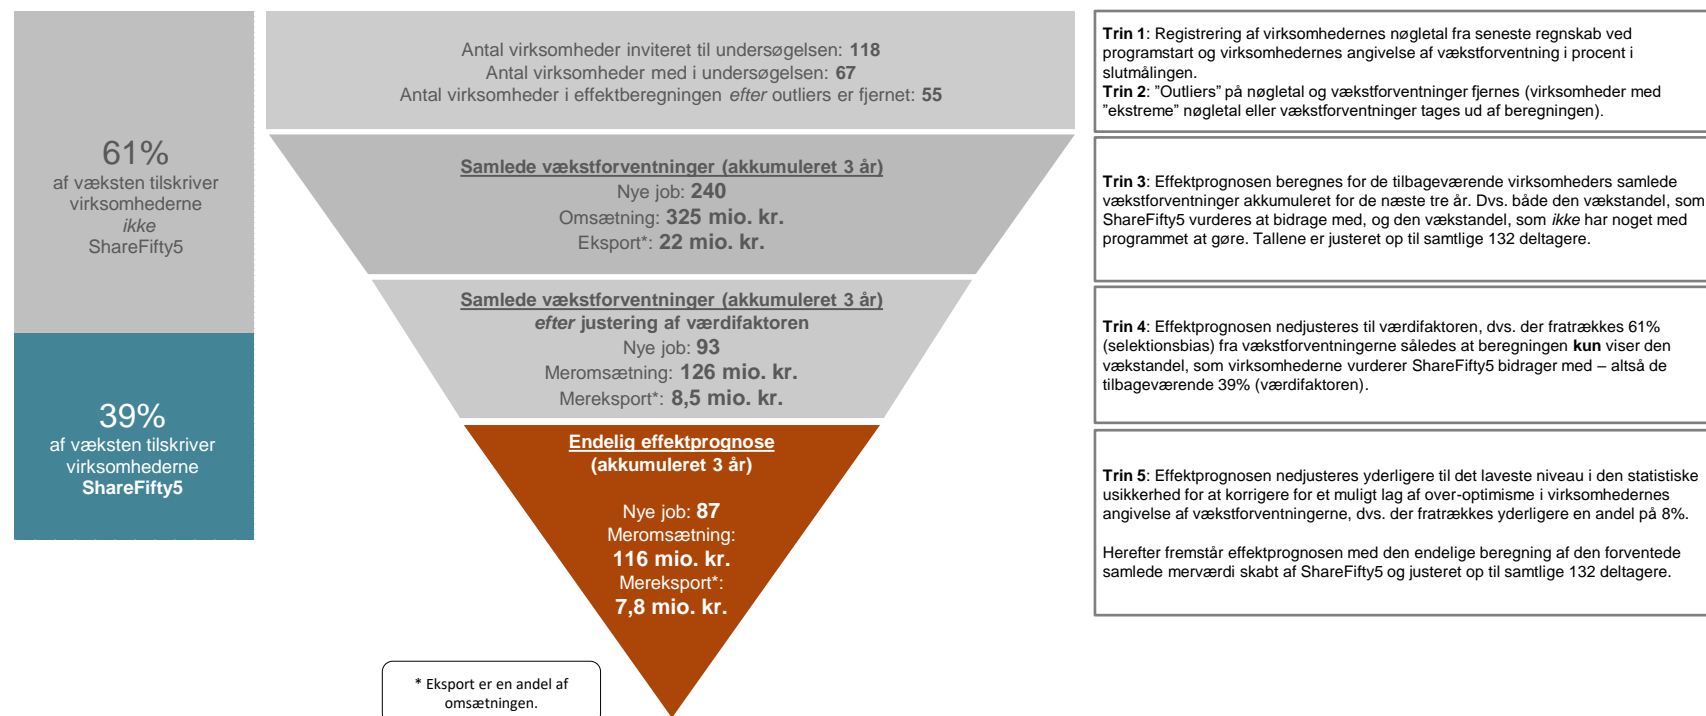 61%
af væksten tilskriver
virksomhederne
ikke
ShareFifty5
39%
af væksten tilskriver
virksomhederne
ShareFifty5
Antal virksomheder inviteret til undersøgelsen: 118
Antal virksomheder med i undersøgelsen: 67
Antal virksomheder i effektberegningen efter outliers er fjernet: 55
Samlede vækstforventninger (akkumuleret 3 år)
Nye job: 240
Omsætning: 325 mio. kr.
Eksport*: 22 mio. kr.
Samlede vækstforventninger (akkumuleret 3 år)
efter justering af værdifaktoren
Nye job: 93
Meromsætning: 126 mio. kr.
Mereksport*: 8,5 mio. kr.
Endelig effektprognose
(akkumuleret 3 år)
Nye job: 87
Meromsætning:
116 mio. kr.
Mereksport*:
7,8 mio. kr.
* Eksport er en andel af
omsætningen.
Trin 1: Registrering af virksomhedernes nøgletal fra seneste regnskab ved
programstart og virksomhedernes angivelse af vækstforventning i procent i
slutmålingen.
Trin 2: ”Outliers” på nøgletal og vækstforventninger fjernes (virksomheder med
”ekstreme” nøgletal eller vækstforventninger tages ud af beregningen).
Trin 3: Effektprognosen beregnes for de tilbageværende virksomheders samlede
vækstforventninger akkumuleret for de næste tre år. Dvs. både den vækstandel, som
ShareFifty5 vurderes at bidrage med, og den vækstandel, som ikke har noget med
programmet at gøre. Tallene er justeret op til samtlige 132 deltagere.
Trin 4: Effektprognosen nedjusteres til værdifaktoren, dvs. der fratrækkes 61%
(selektionsbias) fra vækstforventningerne således at beregningen kun viser den
vækstandel, som virksomhederne vurderer ShareFifty5 bidrager med – altså de
tilbageværende 39% (værdifaktoren).
Trin 5: Effektprognosen nedjusteres yderligere til det laveste niveau i den statistiske
usikkerhed for at korrigere for et muligt lag af over-optimisme i virksomhedernes
angivelse af vækstforventningerne, dvs. der fratrækkes yderligere en andel på 8%.
Herefter fremstår effektprognosen med den endelige beregning af den forventede
samlede merværdi skabt af ShareFifty5 og justeret op til samtlige 132 deltagere.